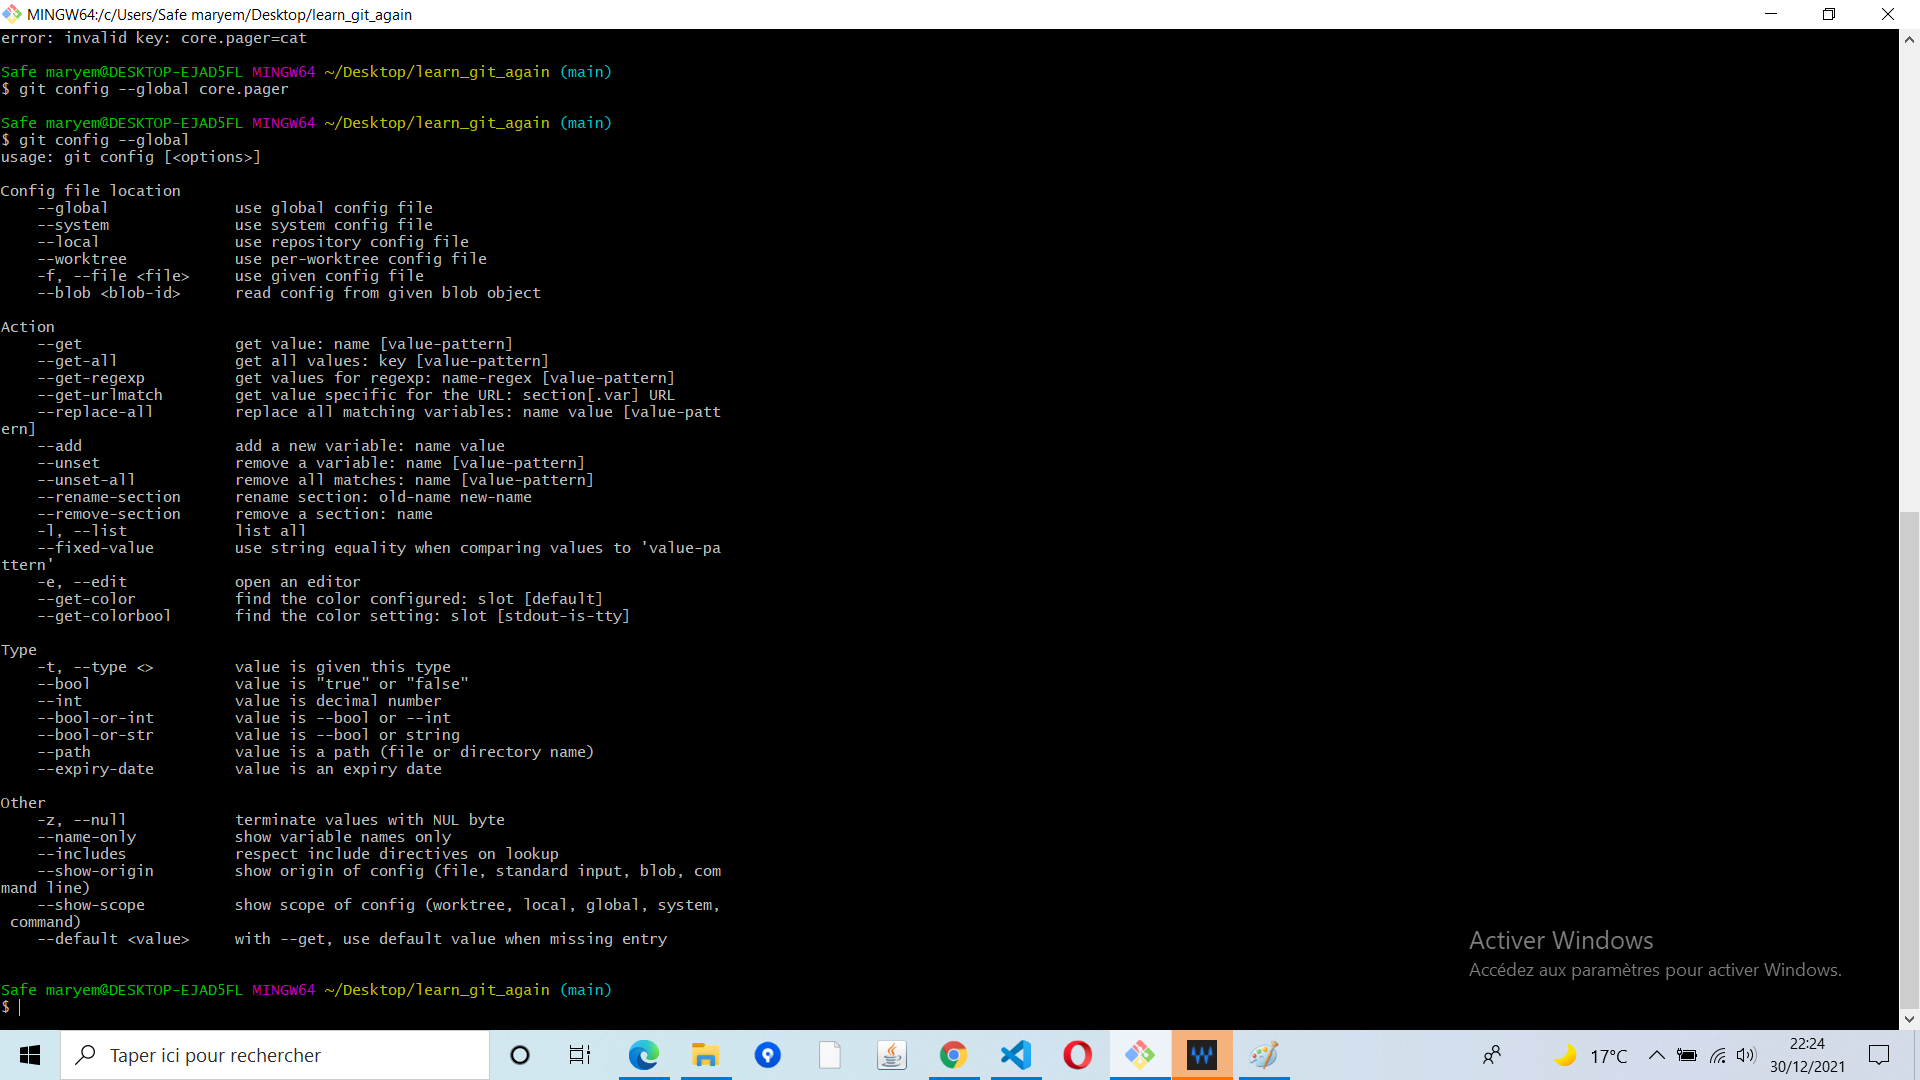 MINGW64:/c/Users/Safe maryem/Desktop/learn_git_again
error: invalid key: core.pager=cat
Safe maryem@DESKTOP-EJAD5FL MINGW64 ~/Desktop/learn_git_again (main)
$ git config --global core.pager
Safe maryem@DESKTOP-EJAD5FL MINGW64 ~/Desktop/learn_git_again (main)
$ git config --global
usage: git config [<options>]
Config file location
    --global              use global config file
    --system              use system config file
    --local               use repository config file
    --worktree            use per-worktree config file
    -f, --file <file>     use given config file
    --blob <blob-id>      read config from given blob object
Action
    --get                 get value: name [value-pattern]
    --get-all             get all values: key [value-pattern]
    --get-regexp          get values for regexp: name-regex [value-pattern]
    --get-urlmatch        get value specific for the URL: section[.var] URL
    --replace-all         replace all matching variables: name value [value-patt
ern]
    --add                 add a new variable: name value
    --unset               remove a variable: name [value-pattern]
    --unset-all           remove all matches: name [value-pattern]
    --rename-section      rename section: old-name new-name
    --remove-section      remove a section: name
    -l, --list            list all
    --fixed-value         use string equality when comparing values to 'value-pa
ttern'
    -e, --edit            open an editor
    --get-color           find the color configured: slot [default]
    --get-colorbool       find the color setting: slot [stdout-is-tty]
Type
    -t, --type <>         value is given this type
    --bool                value is "true" or "false"
    --int                 value is decimal number
    --bool-or-int         value is --bool or --int
    --bool-or-str         value is --bool or string
    --path                value is a path (file or directory name)
    --expiry-date         value is an expiry date
Other
    -z, --null            terminate values with NUL byte
    --name-only           show variable names only
    --includes            respect include directives on lookup
    --show-origin         show origin of config (file, standard input, blob, com
mand line)
    --show-scope          show scope of config (worktree, local, global, system,
 command)
    --default <value>     with --get, use default value when missing entry
Safe maryem@DESKTOP-EJAD5FL MINGW64 ~/Desktop/learn_git_again (main)
$
Activer Windows
Accédez aux paramètres pour activer Windows.
Taper ici pour rechercher
17°C
22:24
30/12/2021